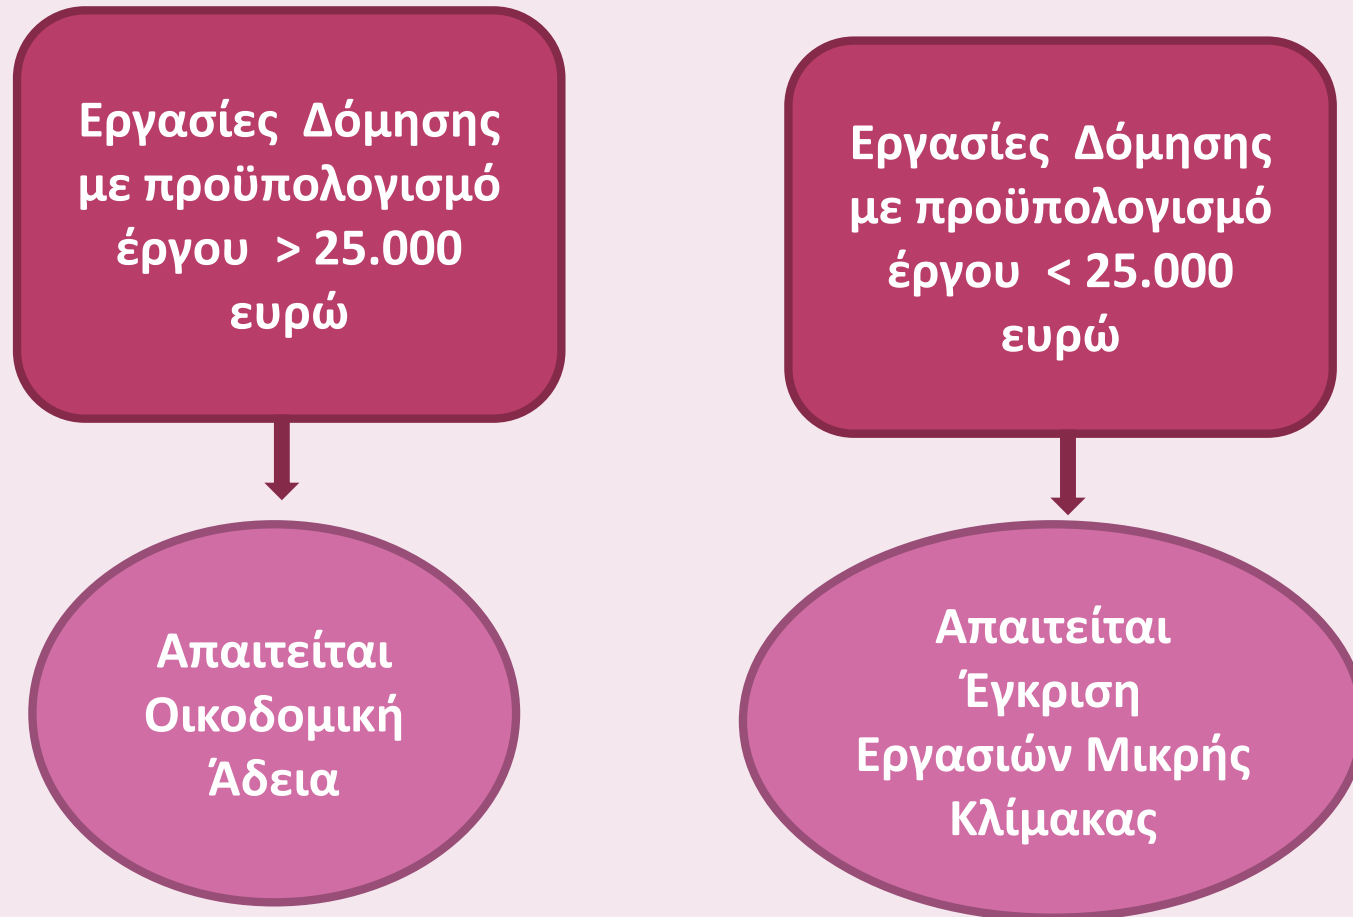 Εργασίες Δόμησης
με προϋπολογισμό
έργου > 25.000
ευρώ
Απαιτείται
Οικοδομική
Άδεια
Εργασίες Δόμησης
με προϋπολογισμό
έργου < 25.000
ευρώ
Απαιτείται
Έγκριση
Εργασιών Μικρής
Κλίμακας